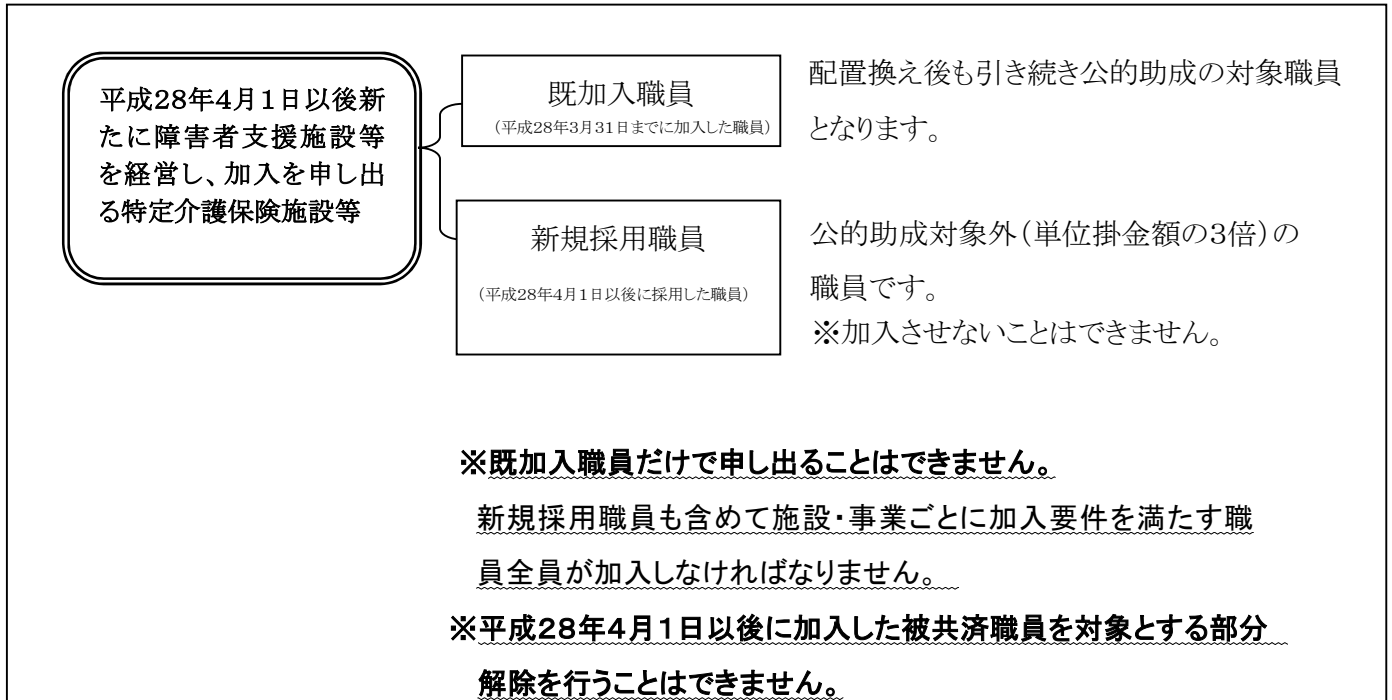 平成28年4月1日以後新
たに障害者支援施設等
を経営し、加入を申し出
る特定介護保険施設等
既加入職員
(平成28年3月31日までに加入した職員)
配置換え後も引き続き公的助成の対象職員
となります。
新規採用職員
(平成28年4月1日以後に採用した職員)
公的助成対象外(単位掛金額の3倍)の
職員です。
※加入させないことはできません。
※既加入職員だけで申し出ることはできません。
新規採用職員も含めて施設・事業ごとに加入要件を満たす職
員全員が加入しなければなりません。
※平成28年4月1日以後に加入した被共済職員を対象とする部分
解除を行うことはできません。